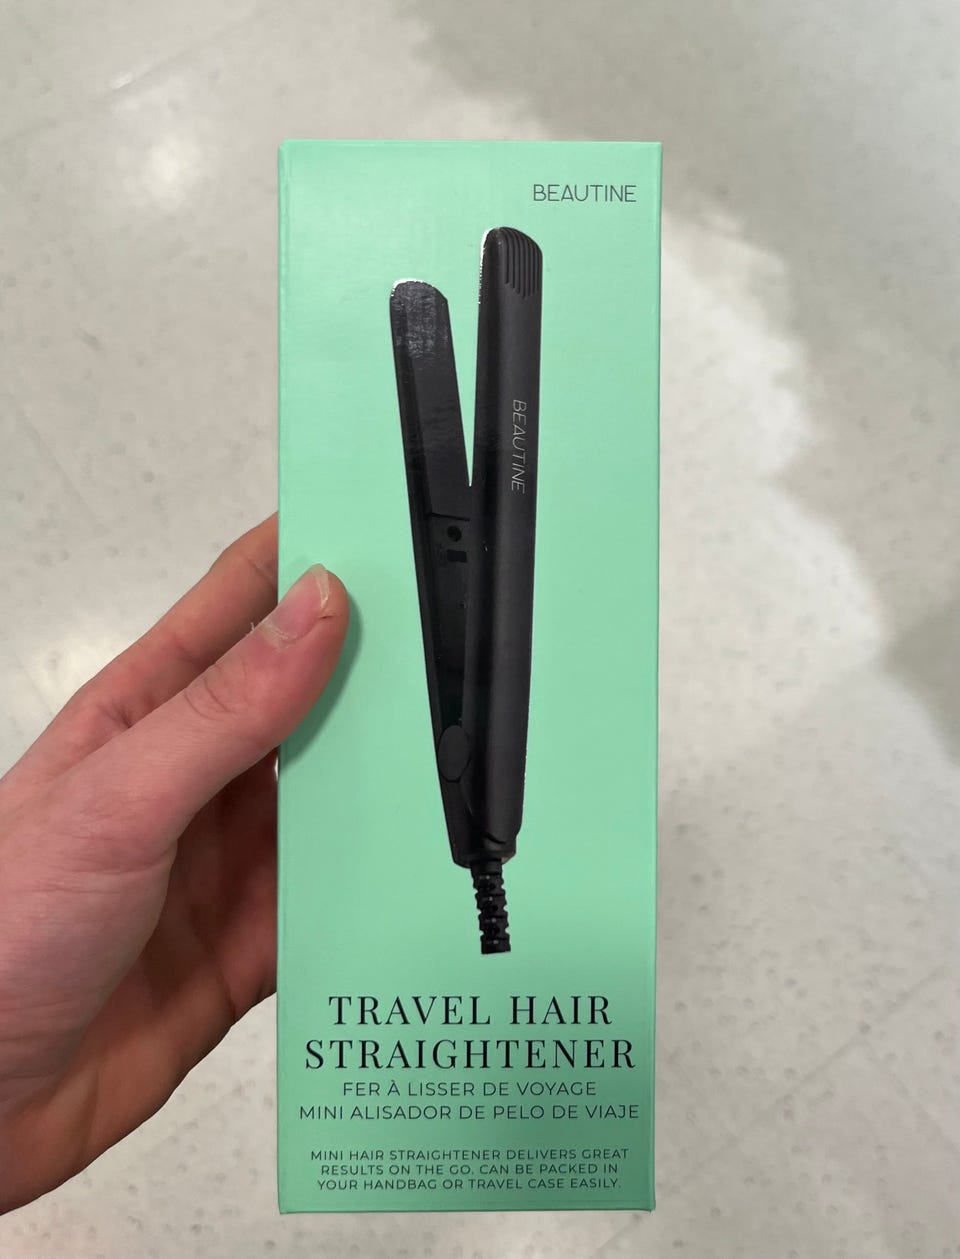 BEAUTINE
BEAUTINE
TRAVEL HAIR
STRAIGHTENER
FER À LISSER DE VOYAGE
MINI ALISADOR DE PELO DE VIAJE
MINI HAIR STRAIGHTENER DELIVERS GREAT
RESULTS ON THE GO. CAN BE PACKED IN
YOUR HANDBAG OR TRAVEL CASE EASILY.